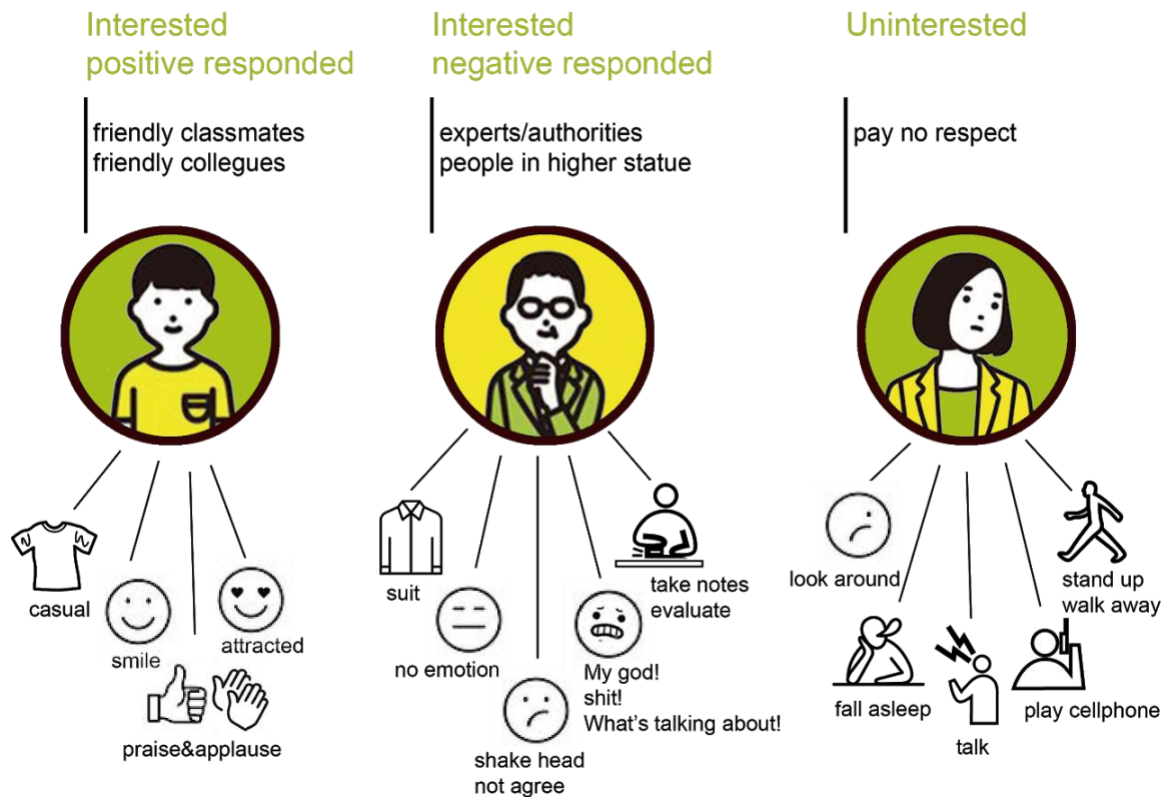 Interested
positive responded
friendly classmates
friendly collegues
casual
smile
attracted
praise&applause
Interested
negative responded
experts/authorities
people in higher statue
suit
no emotion
shake head
not agree
My god!
shit!
What's talking about!
take notes
evaluate
Uninterested
pay no respect
look around
fall asleep
talk
play cellphone
stand up
walk away